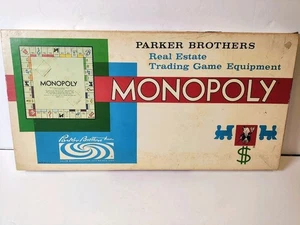 PARKER BROTHERS
Real Estate
Trading Game Equipment
MONOPOLY
MONOPOLY
Parker Brothers Inc
$